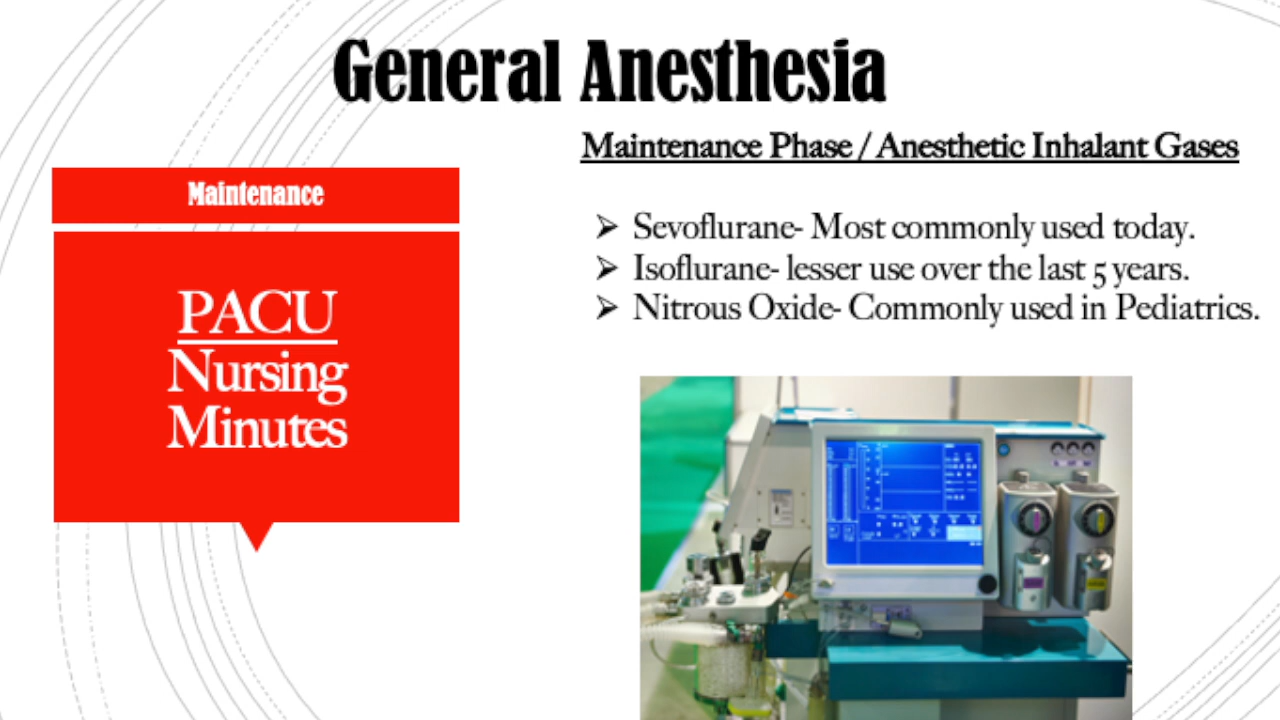 General Anesthesia
Maintenance Phase / Anesthetic Inhalant Gases
Maintenance
PACU
Nursing
Minutes
➢ Sevoflurane- Most commonly used today.
➢ Isoflurane- lesser use over the last 5 years.
➢ Nitrous Oxide- Commonly used in Pediatrics.